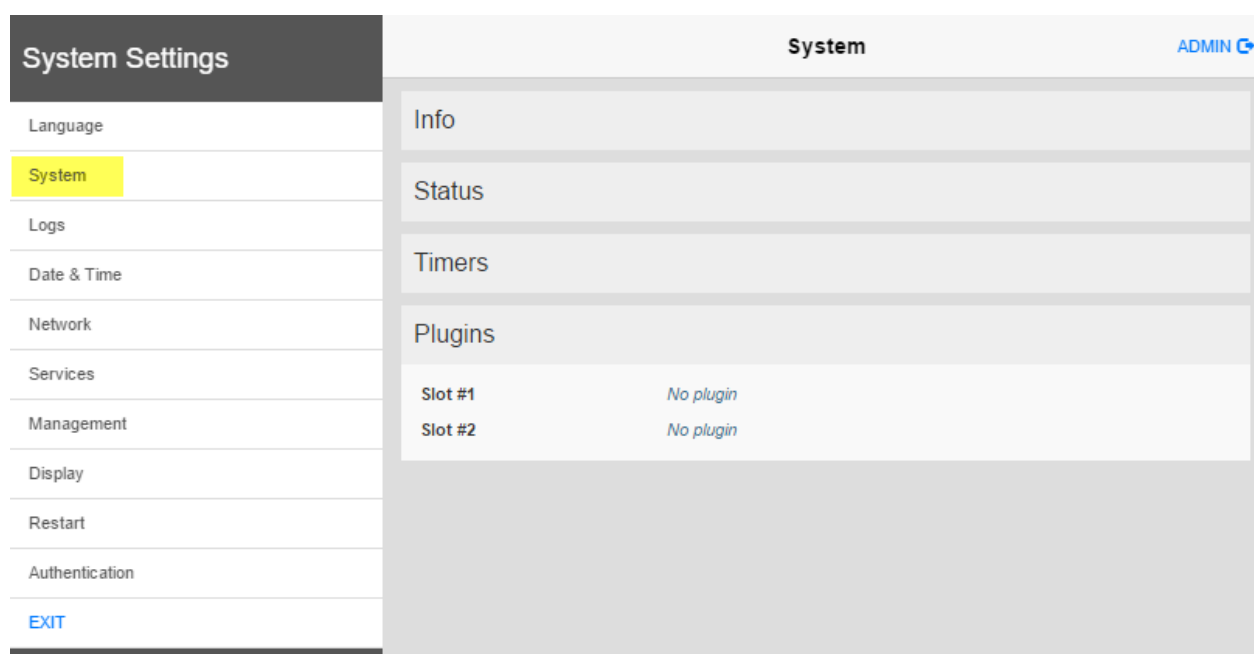 System Settings
Language
System
Logs
Date & Time
Network
Services
Management
Display
Restart
Authentication
EXIT
System
ADMIN
Info
Status
Timers
Plugins
Slot #1 No plugin
Slot #2 No plugin